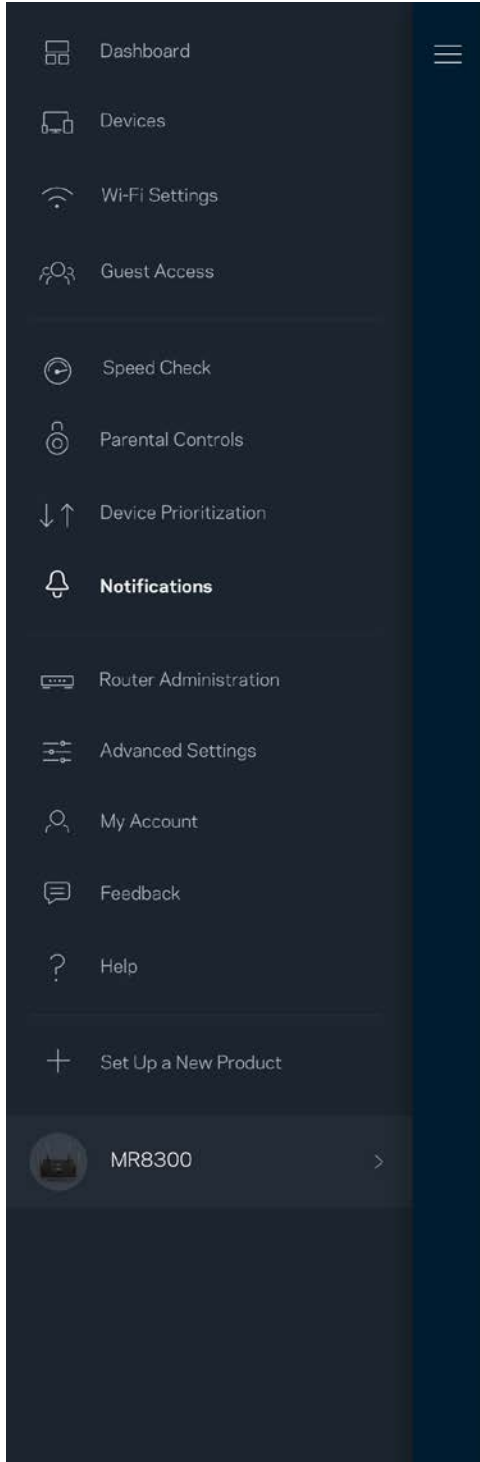 Dashboard
Devices
Wi-Fi Settings
Guest Access
Speed Check
Parental Controls
Device Prioritization
Notifications
Router Administration
Advanced Settings
My Account
Feedback
Help
Set Up a New Product
MR8300